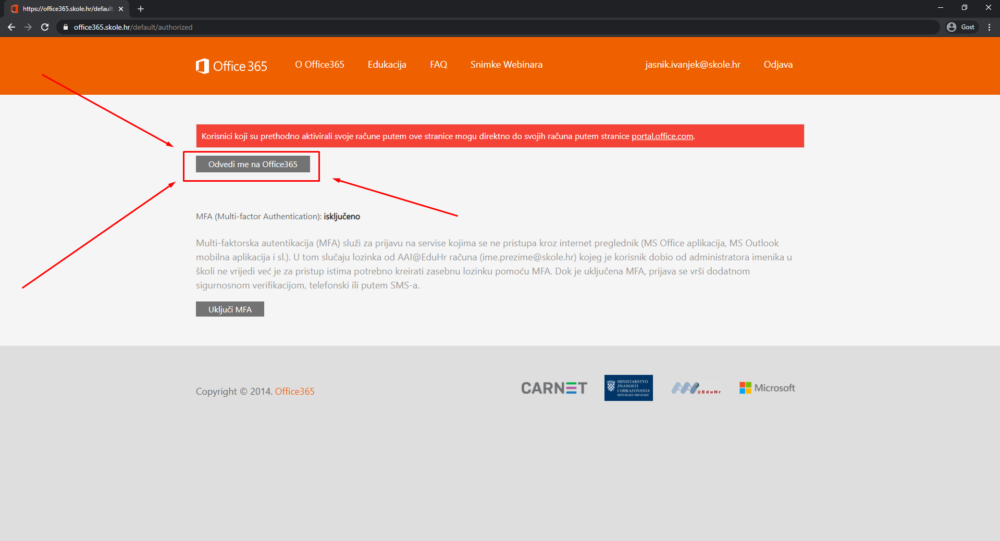 https://office365.skole.hr/default
office365.skole.hr/default/authorized
Gost
Office 365
O Office365
Edukacija
FAQ
Snimke Webinara
jasnik.ivanjek@skole.hr
Odjava
Korisnici koji su prethodno aktivirali svoje račune putem ove stranice mogu direktno do svojih računa putem stranice portal.office.com.
Odvedi me na Office365
MFA (Multi-factor Authentication): isključeno
Multi-faktorska autentikacija (MFA) služi za prijavu na servise kojima se ne pristupa kroz internet preglednik (MS Office aplikacija, MS Outlook
mobilna aplikacija i sl.). U tom slučaju lozinka od AAI@EduHr računa (ime.prezime@skole.hr) kojeg je korisnik dobio od administratora imenika u
školi ne vrijedi već je za pristup istima potrebno kreirati zasebnu lozinku pomoću MFA. Dok je uključena MFA, prijava se vrši dodatnom
sigurnosnom verifikacijom, telefonski ili putem SMS-a.
Uključi MFA
Copyright © 2014. Office365
CARNET
MINISTARSTVO
ZNANOSTI
I OBRAZOVANJA
REPUBLIKE HRVATSKE
AAI@EduHr
Microsoft